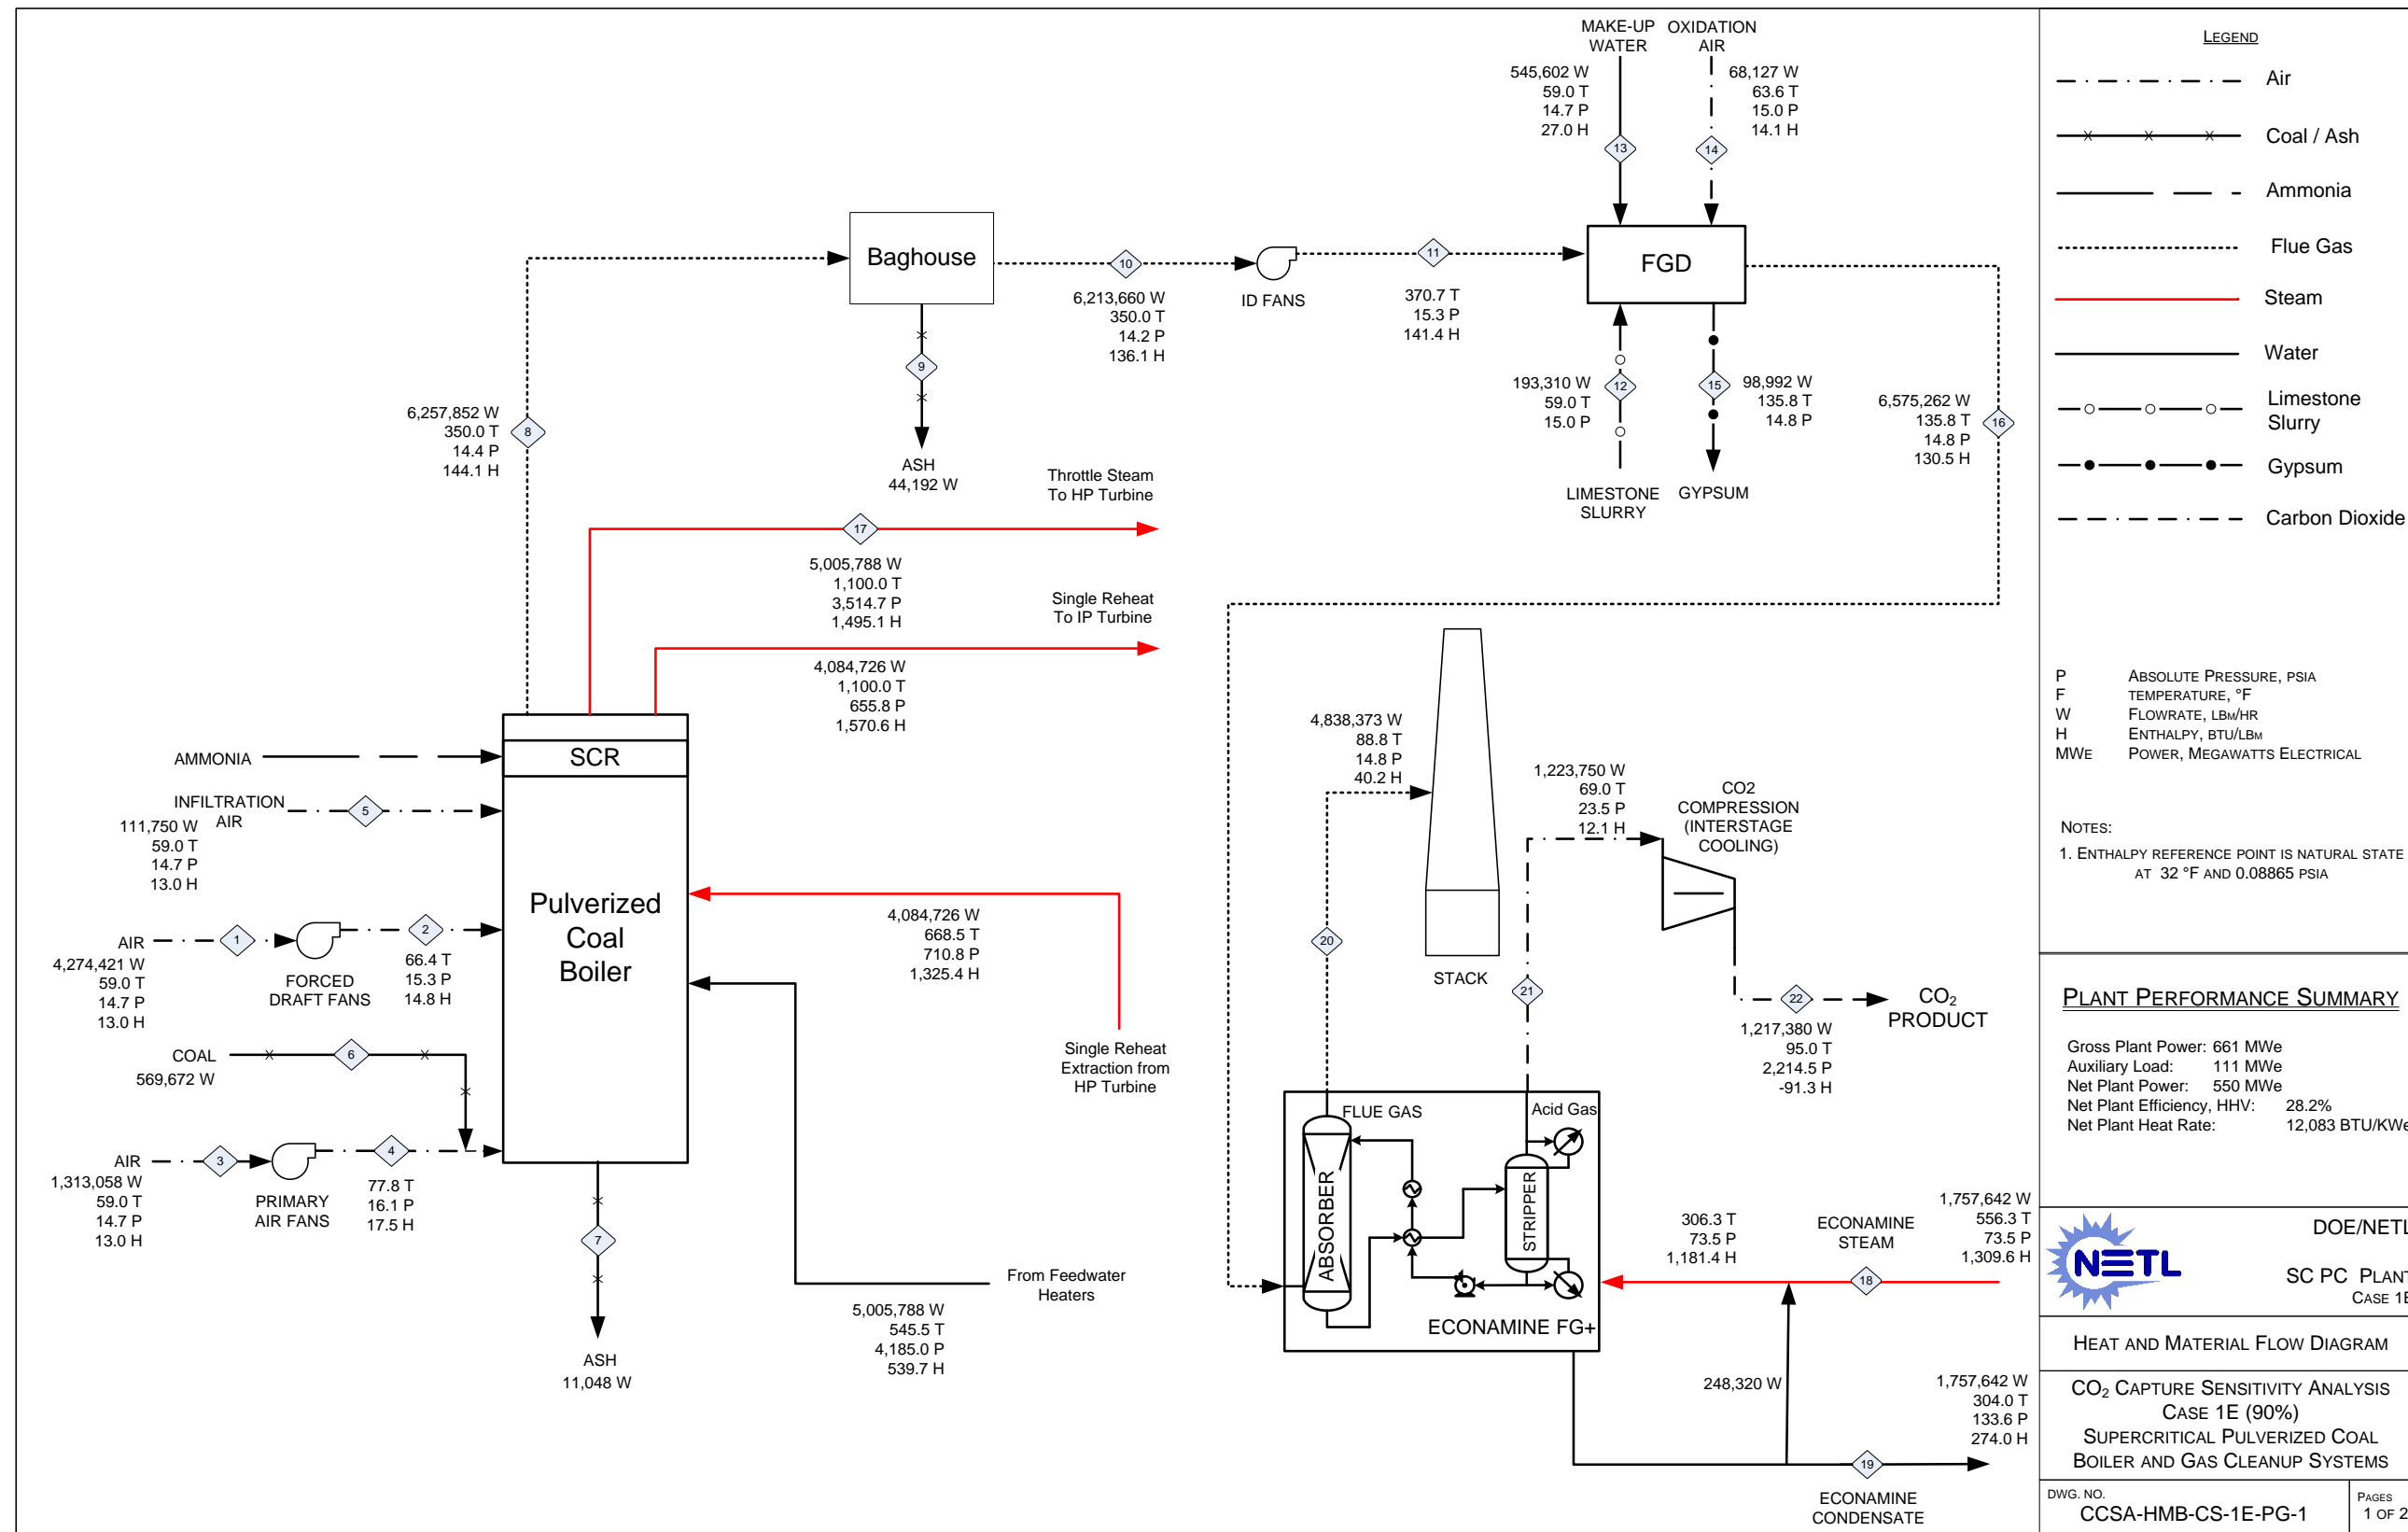 MAKE-UP
WATER
545,602 W
59.0 T
14.7 P
27.0 H
13
OXIDATION
AIR
68,127 W
63.6 T
15.0 P
14.1 H
14
Baghouse
10
6,213,660 W
350.0 T
14.2 P
136.1 H
ID FANS
11
370.7 T
15.3 P
141.4 H
FGD
9
ASH
44,192 W
6,257,852 W
350.0 T
14.4 P
144.1 H
8
193,310 W
59.0 T
15.0 P
12
LIMESTONE
SLURRY
15
98,992 W
135.8 T
14.8 P
GYPSUM
6,575,262 W
135.8 T
14.8 P
130.5 H
16
Throttle Steam
To HP Turbine
17
5,005,788 W
1,100.0 T
3,514.7 P
1,495.1 H
Single Reheat
To IP Turbine
4,084,726 W
1,100.0 T
655.8 P
1,570.6 H
AMMONIA
SCR
INFILTRATION
AIR
5
111,750 W
59.0 T
14.7 P
13.0 H
Pulverized
Coal
Boiler
AIR
1
4,274,421 W
59.0 T
14.7 P
13.0 H
FORCED
DRAFT FANS
2
66.4 T
15.3 P
14.8 H
COAL
6
569,672 W
AIR
3
1,313,058 W
59.0 T
14.7 P
13.0 H
PRIMARY
AIR FANS
4
77.8 T
16.1 P
17.5 H
7
ASH
11,048 W
4,084,726 W
668.5 T
710.8 P
1,325.4 H
Single Reheat
Extraction from
HP Turbine
From Feedwater
Heaters
5,005,788 W
545.5 T
4,185.0 P
539.7 H
4,838,373 W
88.8 T
14.8 P
40.2 H
20
STACK
1,223,750 W
69.0 T
23.5 P
12.1 H
21
CO2
COMPRESSION
(INTERSTAGE
COOLING)
22
CO₂
PRODUCT
1,217,380 W
95.0 T
2,214.5 P
-91.3 H
FLUE GAS
Acid Gas
ABSORBER
STRIPPER
ECONAMINE FG+
306.3 T
73.5 P
1,181.4 H
ECONAMINE
STEAM
18
1,757,642 W
556.3 T
73.5 P
1,309.6 H
248,320 W
19
1,757,642 W
304.0 T
133.6 P
274.0 H
ECONAMINE
CONDENSATE
LEGEND
Air
Coal / Ash
Ammonia
Flue Gas
Steam
Water
Limestone
Slurry
Gypsum
Carbon Dioxide
P ABSOLUTE PRESSURE, PSIA
F TEMPERATURE, °F
W FLOWRATE, LBM/HR
H ENTHALPY, BTU/LBM
MWE POWER, MEGAWATTS ELECTRICAL
NOTES:
1. ENTHALPY REFERENCE POINT IS NATURAL STATE
AT 32 °F AND 0.08865 PSIA
PLANT PERFORMANCE SUMMARY
Gross Plant Power: 661 MWe
Auxiliary Load: 111 MWe
Net Plant Power: 550 MWe
Net Plant Efficiency, HHV: 28.2%
Net Plant Heat Rate: 12,083 BTU/KWe
NETL
DOE/NETL
SC PC PLANT
CASE 1E
HEAT AND MATERIAL FLOW DIAGRAM
CO₂ CAPTURE SENSITIVITY ANALYSIS
CASE 1E (90%)
SUPERCRITICAL PULVERIZED COAL
BOILER AND GAS CLEANUP SYSTEMS
DWG. NO.
CCSA-HMB-CS-1E-PG-1
PAGES
1 OF 2